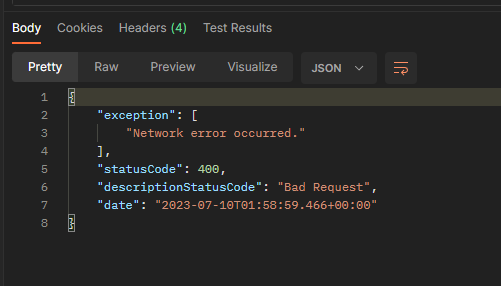 Body Cookies Headers (4) Test Results
Pretty Raw Preview Visualize JSON
1 {
2 "exception": [
3 "Network error occurred."
4 ],
5 "statusCode": 400,
6 "descriptionStatusCode": "Bad Request",
7 "date": "2023-07-10T01:58:59.466+00:00"
8 }